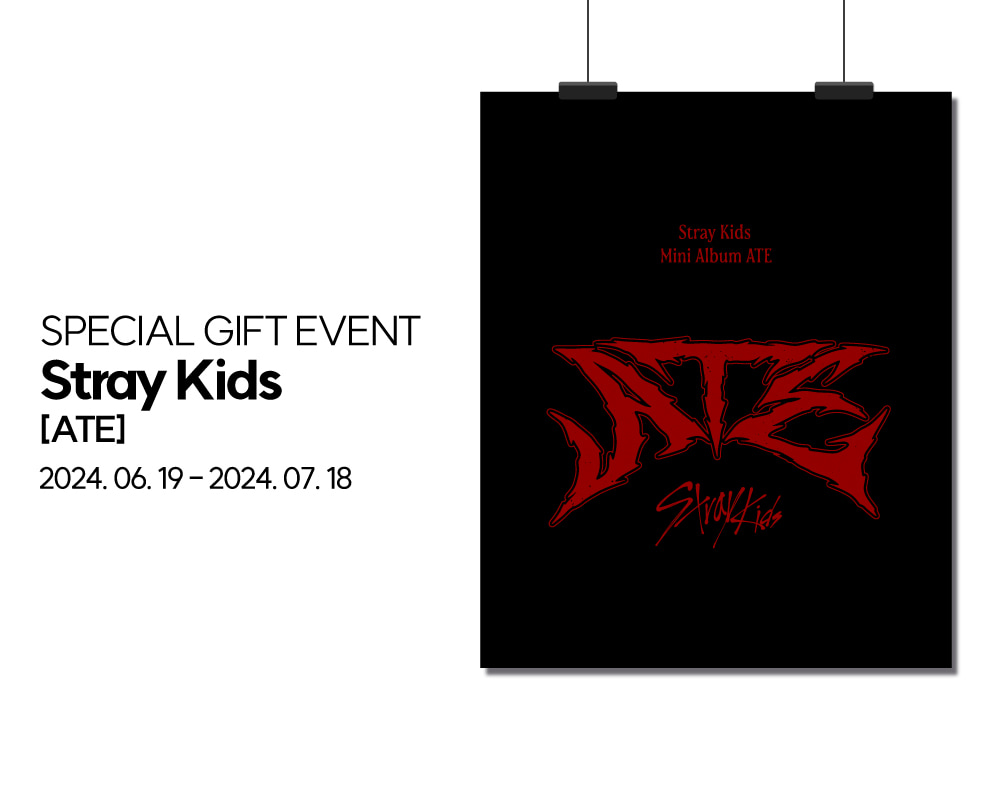 SPECIAL GIFT EVENT
Stray Kids
[ATE]
2024. 06. 19 – 2024. 07. 18
Stray Kids
Mini Album ATE
ATE
Stray Kids